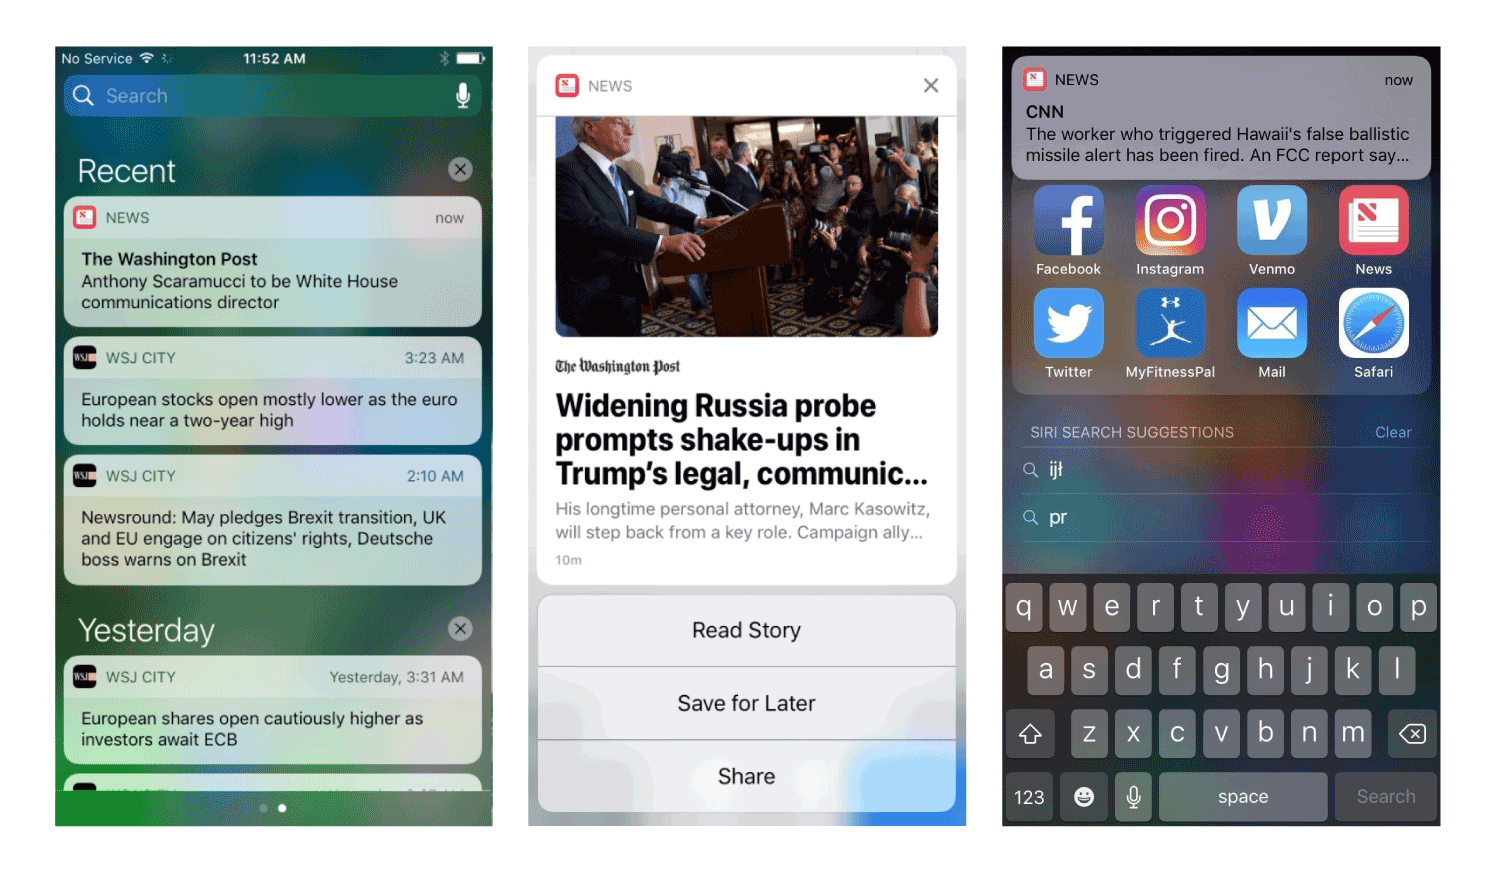 No Service 11:52 AM
Search
Recent
NEWS now
The Washington Post
Anthony Scaramucci to be White House
communications director
WSJ CITY 3:23 AM
European stocks open mostly lower as the euro
holds near a two-year high
WSJ CITY 2:10 AM
Newsround: May pledges Brexit transition, UK
and EU engage on citizens' rights, Deutsche
boss warns on Brexit
Yesterday
WSJ CITY Yesterday, 3:31 AM
European shares open cautiously higher as
investors await ECB
NEWS
The Washington Post
Widening Russia probe
prompts shake-ups in
Trump's legal, communic...
His longtime personal attorney, Marc Kasowitz,
will step back from a key role. Campaign ally...
10m
Read Story
Save for Later
Share
NEWS now
CNN
The worker who triggered Hawaii's false ballistic
missile alert has been fired. An FCC report say...
Facebook Instagram Venmo News
Twitter MyFitnessPal Mail Safari
SIRI SEARCH SUGGESTIONS Clear
ijł
pr
q w e r t y u i o p
a s d f g h j k l
z x c v b n m
123 space Search